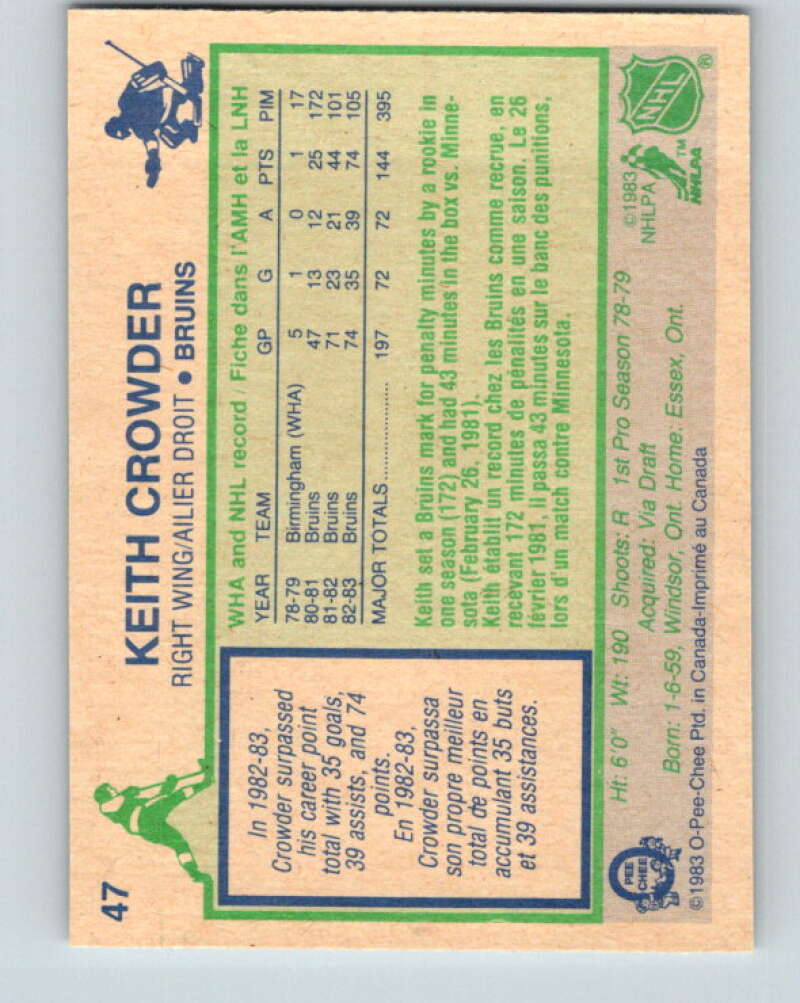 47
KEITH CROWDER
RIGHT WING/AILIER DROIT • BRUINS
In 1982-83,
Crowder surpassed
his career point
total with 35 goals,
39 assists, and 74
points.
En 1982-83,
Crowder surpassa
son propre meilleur
total de points en
accumulant 35 buts
et 39 assistances.
WHA and NHL record / Fiche dans l'AMH et la LNH
YEAR TEAM GP G A PTS PIM
78-79 Birmingham (WHA) 5 1 0 1 17
80-81 Bruins 47 13 12 25 172
81-82 Bruins 71 23 21 44 101
82-83 Bruins 74 35 39 74 105
MAJOR TOTALS .................. 197 72 72 144 395
Keith set a Bruins mark for penalty minutes by a rookie in
one season (172) and had 43 minutes in the box vs. Minne-
sota (February 26, 1981).
Keith établit un record chez les Bruins comme recrue, en
recevant 172 minutes de pénalités en une saison. Le 26
février 1981, il passa 43 minutes sur le banc des punitions,
lors d'un match contre Minnesota.
Ht: 6'0" Wt: 190 Shoots: R 1st Pro Season 78-79
Acquired: Via Draft
Born: 1-6-59, Windsor, Ont. Home: Essex, Ont.
O
PEE
CHEE
©1983 O-Pee-Chee Ptd. in Canada-Imprimé au Canada
©1983
NHLPA
TM
NHLPA
NHL
®